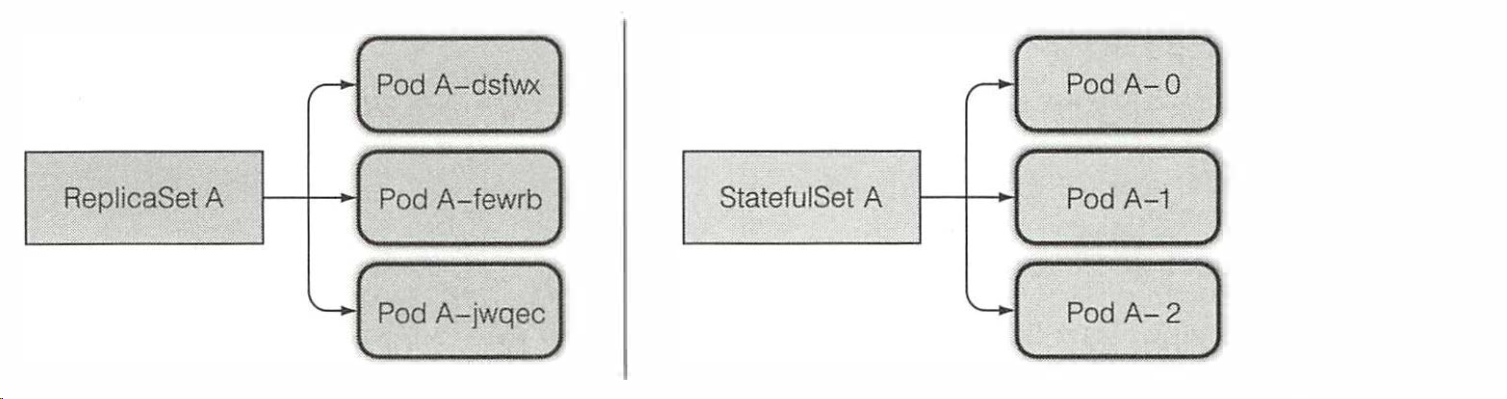 Pod A–dsfwx
ReplicaSet A
Pod A–fewrb
Pod A–jwqec
Pod A–0
StatefulSet A
Pod A–1
Pod A–2